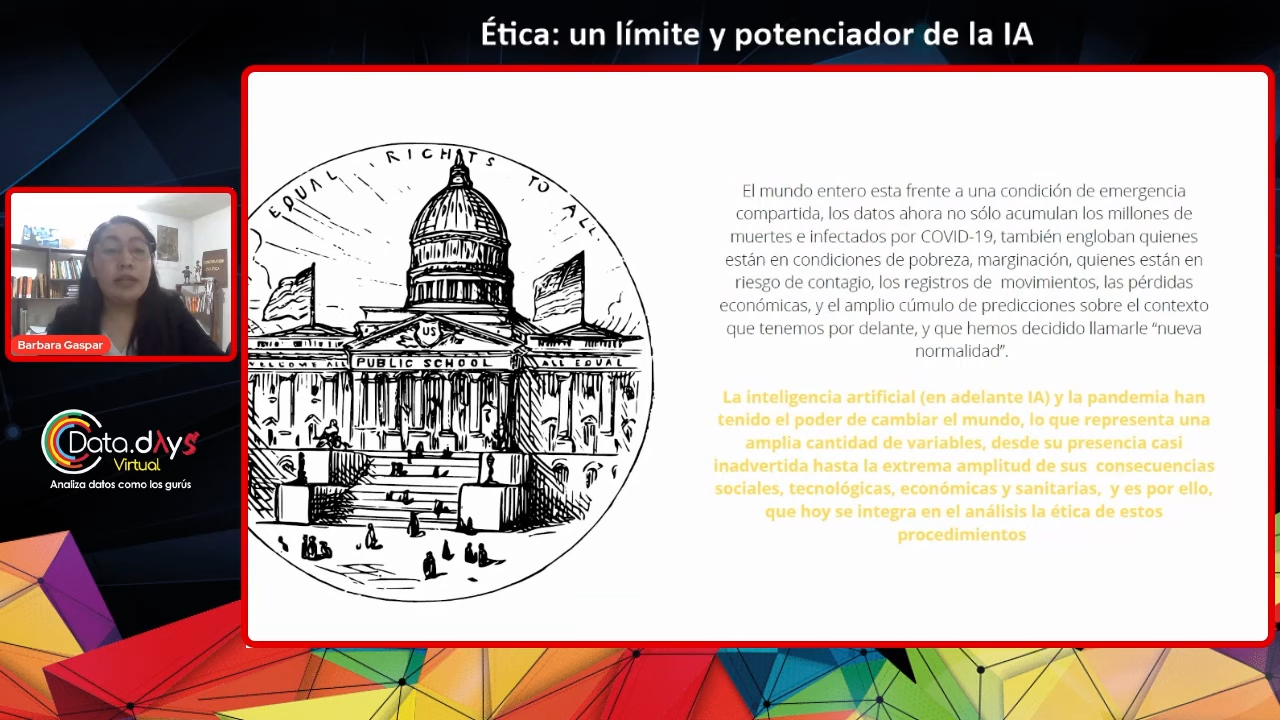 Ética: un límite y potenciador de la IA
EQUAL RIGHTS TO ALL.
US
WELCOME ALL PUBLIC SCHOOL ALL EQUAL
El mundo entero esta frente a una condición de emergencia
compartida, los datos ahora no sólo acumulan los millones de
muertes e infectados por COVID-19, también engloban quienes
están en condiciones de pobreza, marginación, quienes están en
riesgo de contagio, los registros de movimientos, las pérdidas
económicas, y el amplio cúmulo de predicciones sobre el contexto
que tenemos por delante, y que hemos decidido llamarle “nueva
normalidad”.
La inteligencia artificial (en adelante IA) y la pandemia han
tenido el poder de cambiar el mundo, lo que representa una
amplia cantidad de variables, desde su presencia casi
inadvertida hasta la extrema amplitud de sus consecuencias
sociales, tecnológicas, económicas y sanitarias, y es por ello,
que hoy se integra en el análisis la ética de estos
procedimientos
Barbara Gaspar
Data.dAys
Virtual
Analiza datos como los gurús